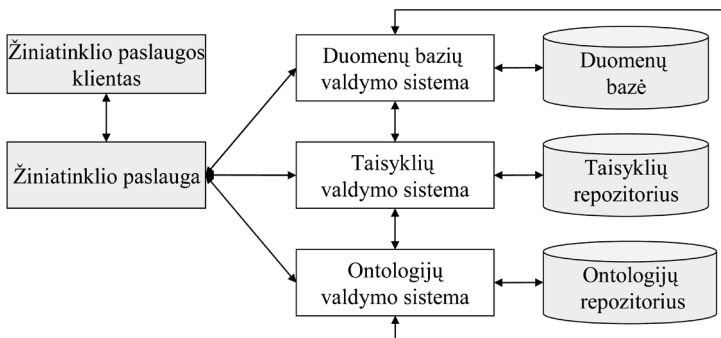 Žiniatinklio paslaugos
klientas
Žiniatinklio paslauga
Duomenų bazių
valdymo sistema
Duomenų
bazė
Taisyklių
valdymo sistema
Taisyklių
repozitorius
Ontologijų
valdymo sistema
Ontologijų
repozitorius